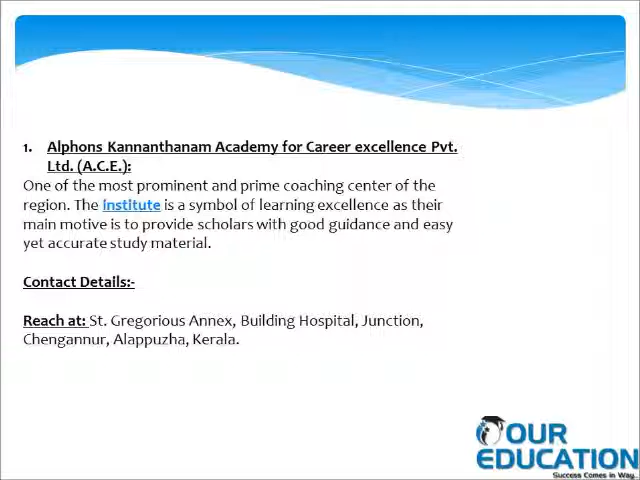 1. Alphons Kannanthanam Academy for Career excellence Pvt.
Ltd. (A.C.E.):
One of the most prominent and prime coaching center of the
region. The institute is a symbol of learning excellence as their
main motive is to provide scholars with good guidance and easy
yet accurate study material.
Contact Details:-
Reach at: St. Gregorious Annex, Building Hospital, Junction,
Chengannur, Alappuzha, Kerala.
OUR
EDUCATION
Success Comes in Way..